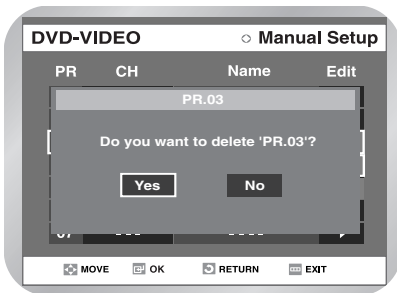 DVD-VIDEO ○ Manual Setup
PR CH Name Edit
PR.03
Do you want to delete 'PR.03'?
Yes No
07 --- ---- ►
MOVE OK RETURN EXIT